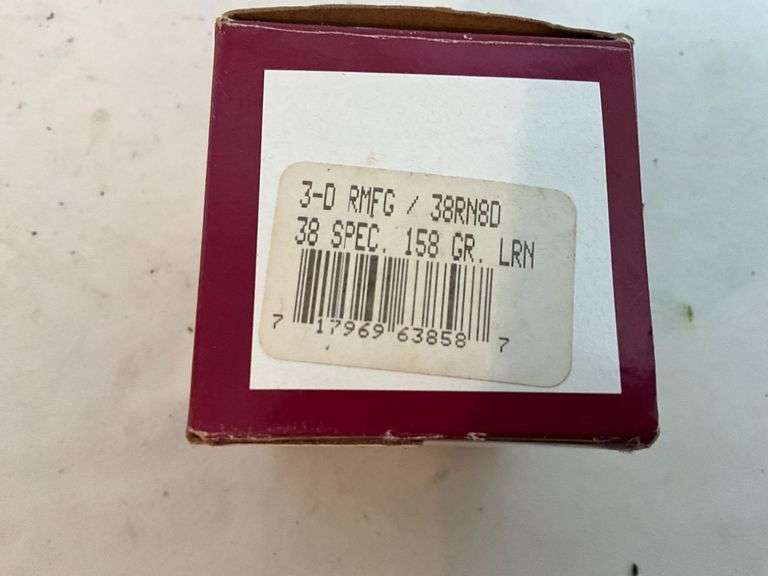 3-D RMFG / 38RN8D
38 SPEC. 158 GR. LRN
7 17969 63858 7